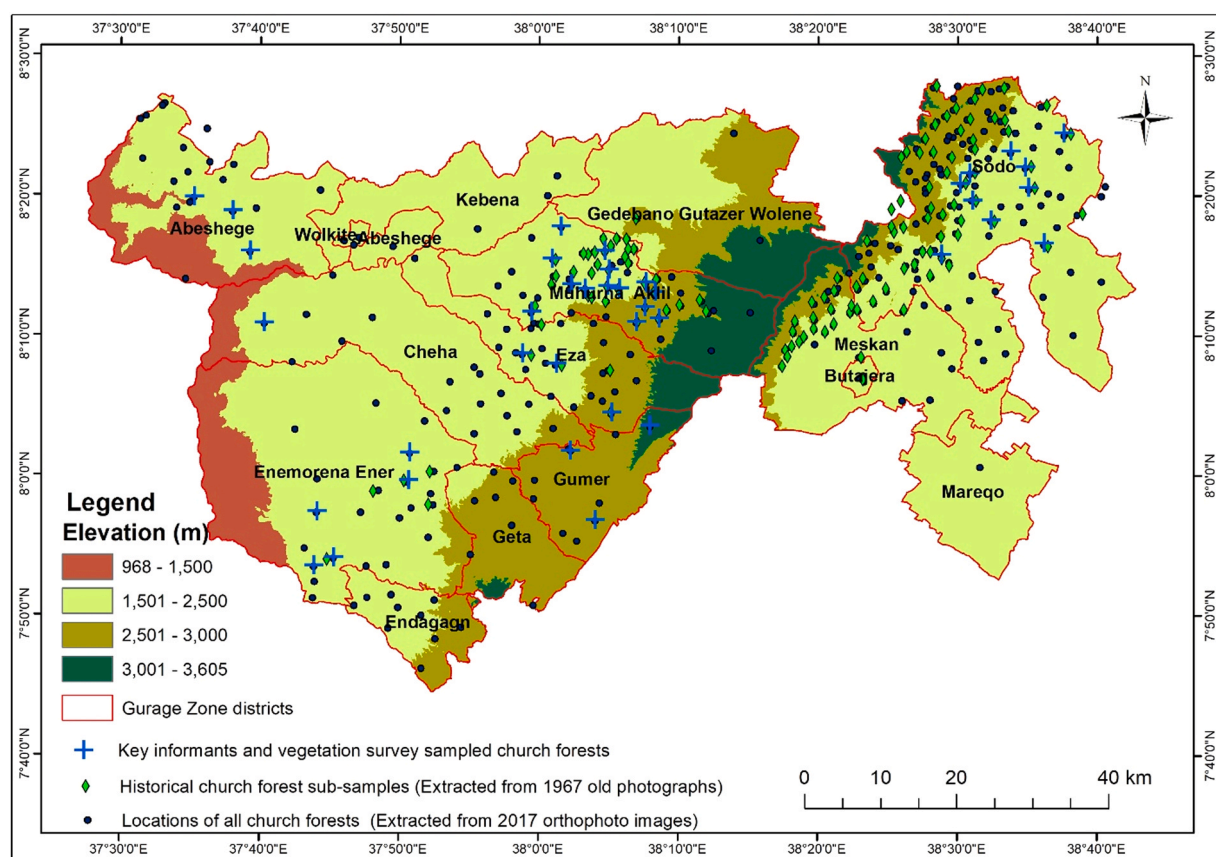 37°30'0"E 37°40'0"E 37°50'0"E 38°0'0"E 38°10'0"E 38°20'0"E 38°30'0"E 38°40'0"E
8°30'0"N 8°30'0"N
N
Sodo
8°20'0"N 8°20'0"N
Kebena
Gedebano Gutazer Wolene
Abeshege
Wolkite Abeshege
Muhurna Aklil
8°10'0"N 8°10'0"N
Meskan
Cheha
Eza
Butajera
Enemorena Ener
8°0'0"N 8°0'0"N
Gumer
Mareqo
Geta
Legend
Elevation (m)
968 - 1,500
1,501 - 2,500
7°50'0"N 7°50'0"N
Endagagn
2,501 - 3,000
3,001 - 3,605
Gurage Zone districts
Key informants and vegetation survey sampled church forests
7°40'0"N 7°40'0"N
Historical church forest sub-samples (Extracted from 1967 old photographs)
0 10 20 40 km
Locations of all church forests (Extracted from 2017 orthophoto images)
37°30'0"E 37°40'0"E 37°50'0"E 38°0'0"E 38°10'0"E 38°20'0"E 38°30'0"E 38°40'0"E